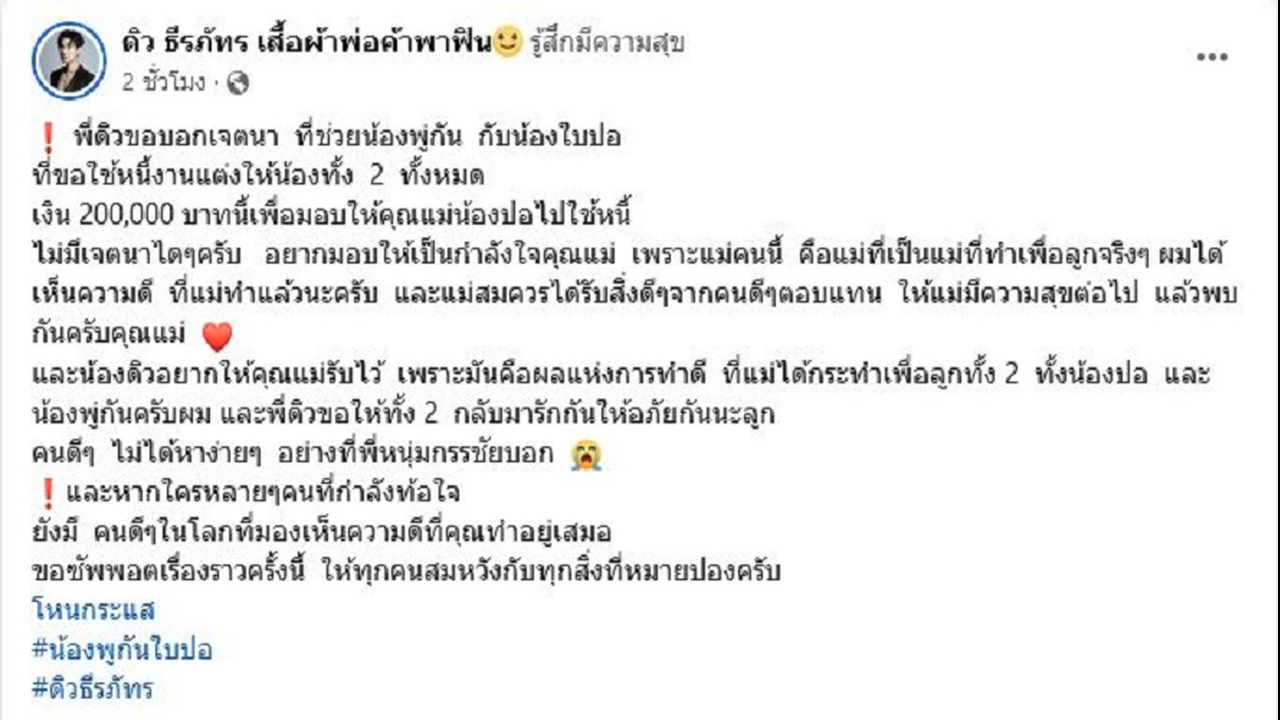 ดิว ธีรภัทร เสื้อผ้าพ่อค้าพาฟิน😉 รู้สึกมีความสุข
2 ชั่วโมง ·
❗ พี่ดิวขอบอกเจตนา ที่ช่วยน้องพู่กัน กับน้องใบปอ
ที่ขอใช้หนี้งานแต่งให้น้องทั้ง 2 ทั้งหมด
เงิน 200,000 บาทนี้เพื่อมอบให้คุณแม่น้องปอไปใช้หนี้
ไม่มีเจตนาใดๆครับ อยากมอบให้เป็นกำลังใจคุณแม่ เพราะแม่คนนี้ คือแม่ที่เป็นแม่ที่ทำเพื่อลูกจริงๆ ผมได้
เห็นความดี ที่แม่ทำแล้วนะครับ และแม่สมควรได้รับสิ่งดีๆจากคนดีๆตอบแทน ให้แม่มีความสุขต่อไป แล้วพบ
กันครับคุณแม่ ❤️
และน้องดิวอยากให้คุณแม่รับไว้ เพราะมันคือผลแห่งการทำดี ที่แม่ได้กระทำเพื่อลูกทั้ง 2 ทั้งน้องปอ และ
น้องพู่กันครับผม และพี่ดิวขอให้ทั้ง 2 กลับมารักกันให้อภัยกันนะลูก
คนดีๆ ไม่ได้หาง่ายๆ อย่างที่พี่หนุ่มกรรชัยบอก 😭
❗และหากใครหลายๆคนที่กำลังท้อใจ
ยังมี คนดีๆในโลกที่มองเห็นความดีที่คุณทำอยู่เสมอ
ขอซัพพอตเรื่องราวครั้งนี้ ให้ทุกคนสมหวังกับทุกสิ่งที่หมายปองครับ
โหนกระแส
#น้องพูกันใบปอ
#ดิวธีรภัทร